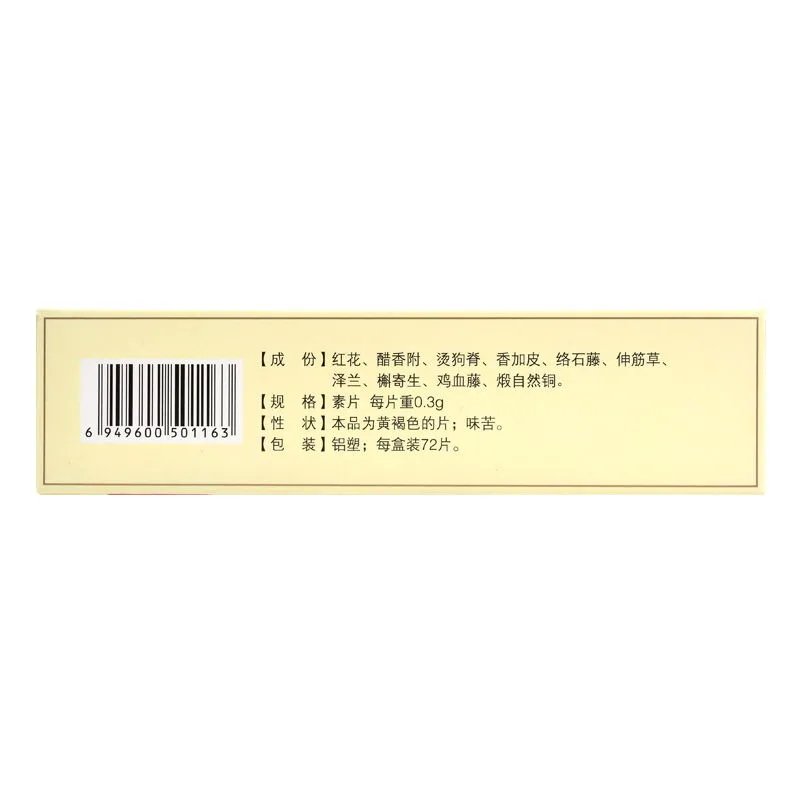 【成　份】红花、醋香附、烫狗脊、香加皮、络石藤、伸筋草、
泽兰、槲寄生、鸡血藤、煅自然铜。
【规　格】素片 每片重0.3g
【性　状】本品为黄褐色的片；味苦。
【包　装】铝塑；每盒装72片。
6 949600 501163